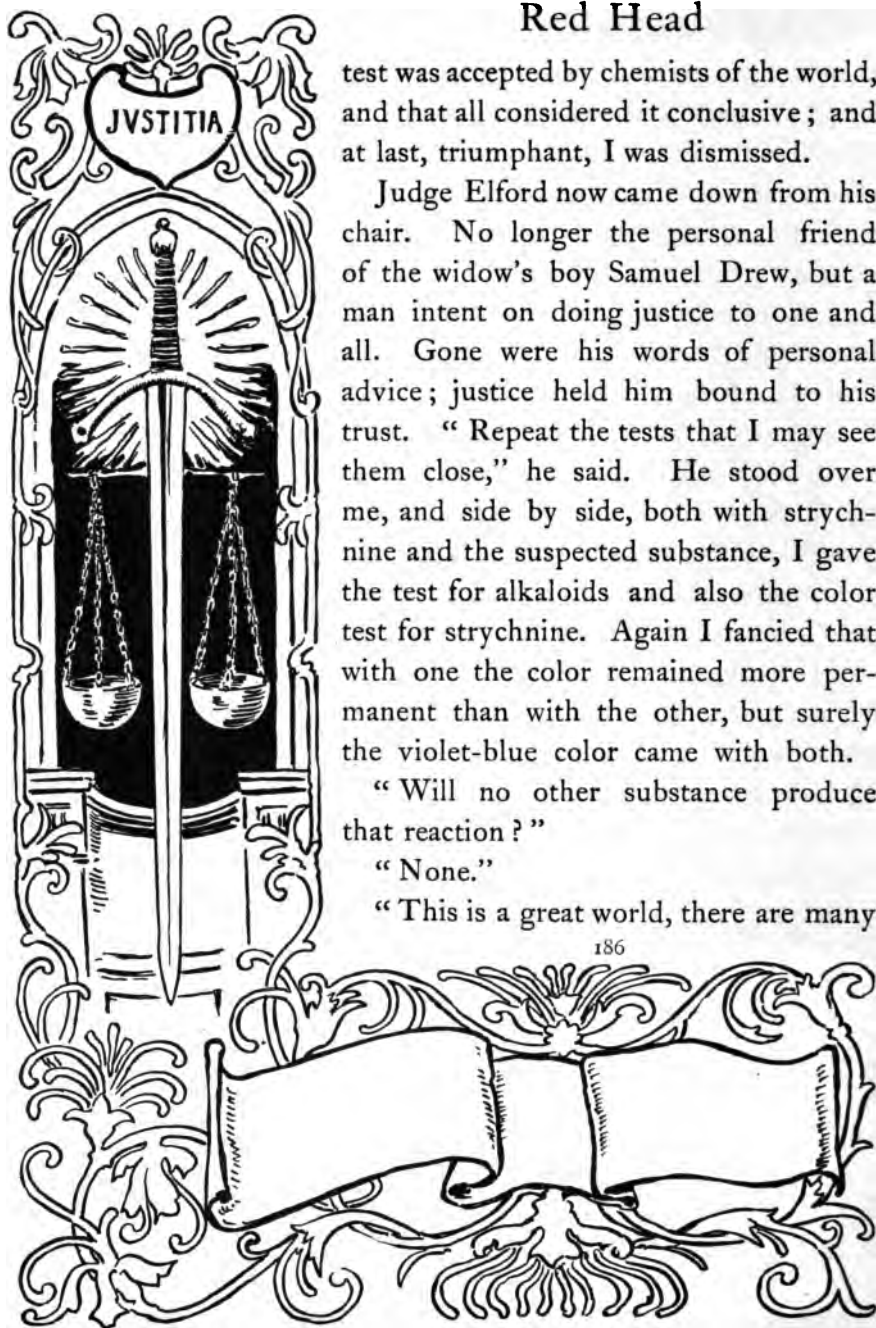 Red Head
JVSTITIA
test was accepted by chemists of the world,
and that all considered it conclusive ; and
at last, triumphant, I was dismissed.
Judge Elford now came down from his
chair. No longer the personal friend
of the widow's boy Samuel Drew, but a
man intent on doing justice to one and
all. Gone were his words of personal
advice ; justice held him bound to his
trust. “ Repeat the tests that I may see
them close,” he said. He stood over
me, and side by side, both with strych-
nine and the suspected substance, I gave
the test for alkaloids and also the color
test for strychnine. Again I fancied that
with one the color remained more per-
manent than with the other, but surely
the violet-blue color came with both.
“ Will no other substance produce
that reaction ? ”
“ None.”
“ This is a great world, there are many
186